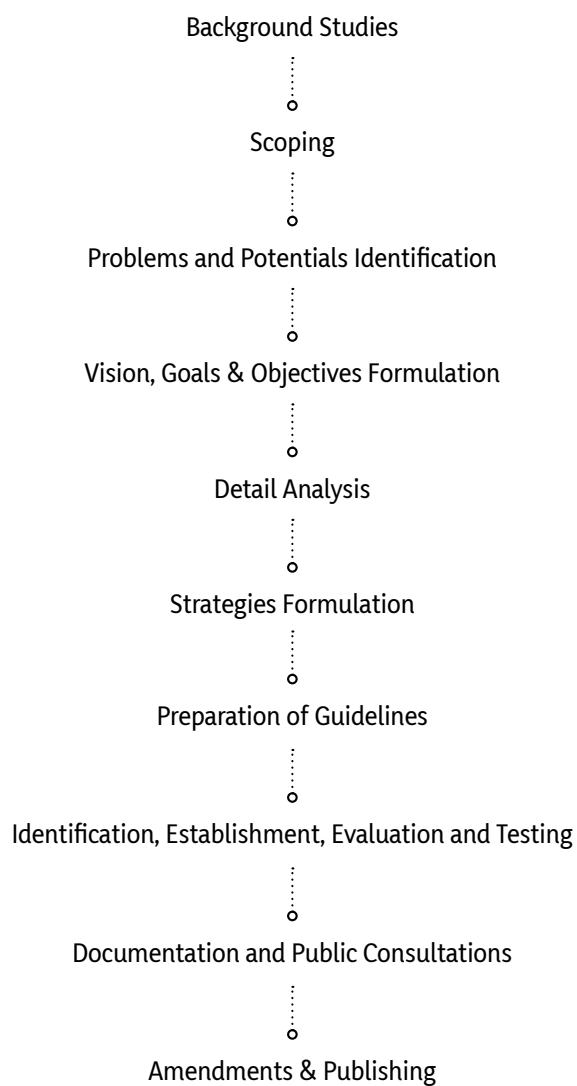 Background Studies
Scoping
Problems and Potentials Identification
Vision, Goals & Objectives Formulation
Detail Analysis
Strategies Formulation
Preparation of Guidelines
Identification, Establishment, Evaluation and Testing
Documentation and Public Consultations
Amendments & Publishing